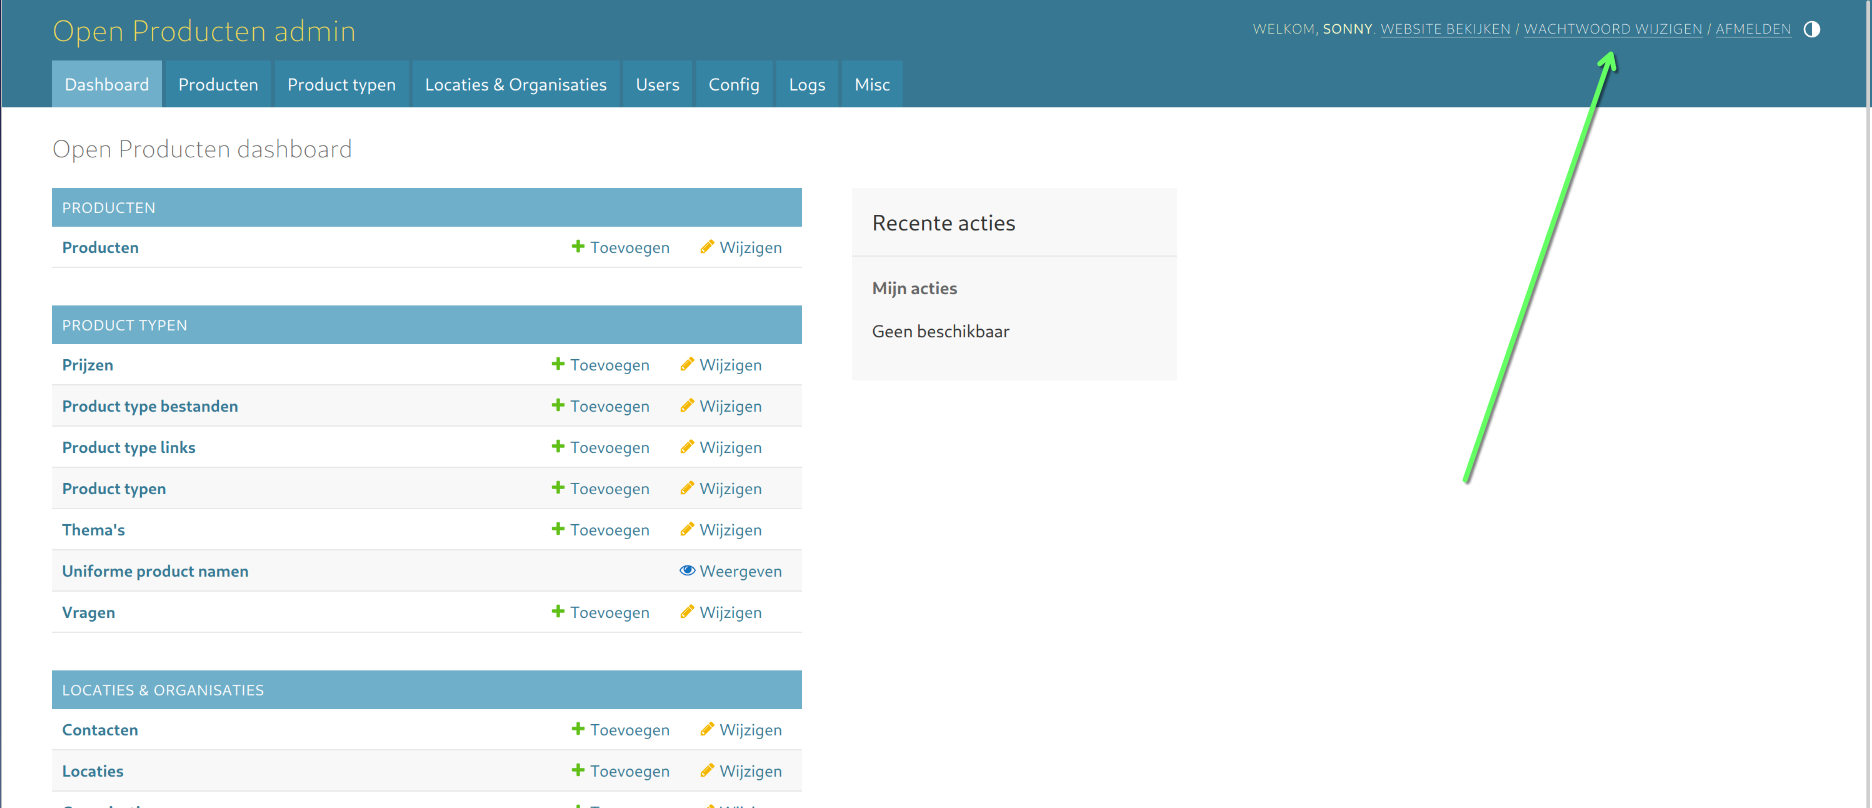 Open Producten admin
WELKOM, SONNY. WEBSITE BEKIJKEN / WACHTWOORD WIJZIGEN / AFMELDEN
Dashboard Producten Product typen Locaties & Organisaties Users Config Logs Misc
Open Producten dashboard
PRODUCTEN
Producten Toevoegen Wijzigen
PRODUCT TYPEN
Prijzen Toevoegen Wijzigen
Product type bestanden Toevoegen Wijzigen
Product type links Toevoegen Wijzigen
Product typen Toevoegen Wijzigen
Thema's Toevoegen Wijzigen
Uniforme product namen Weergeven
Vragen Toevoegen Wijzigen
LOCATIES & ORGANISATIES
Contacten Toevoegen Wijzigen
Locaties Toevoegen Wijzigen
Recente acties
Mijn acties
Geen beschikbaar